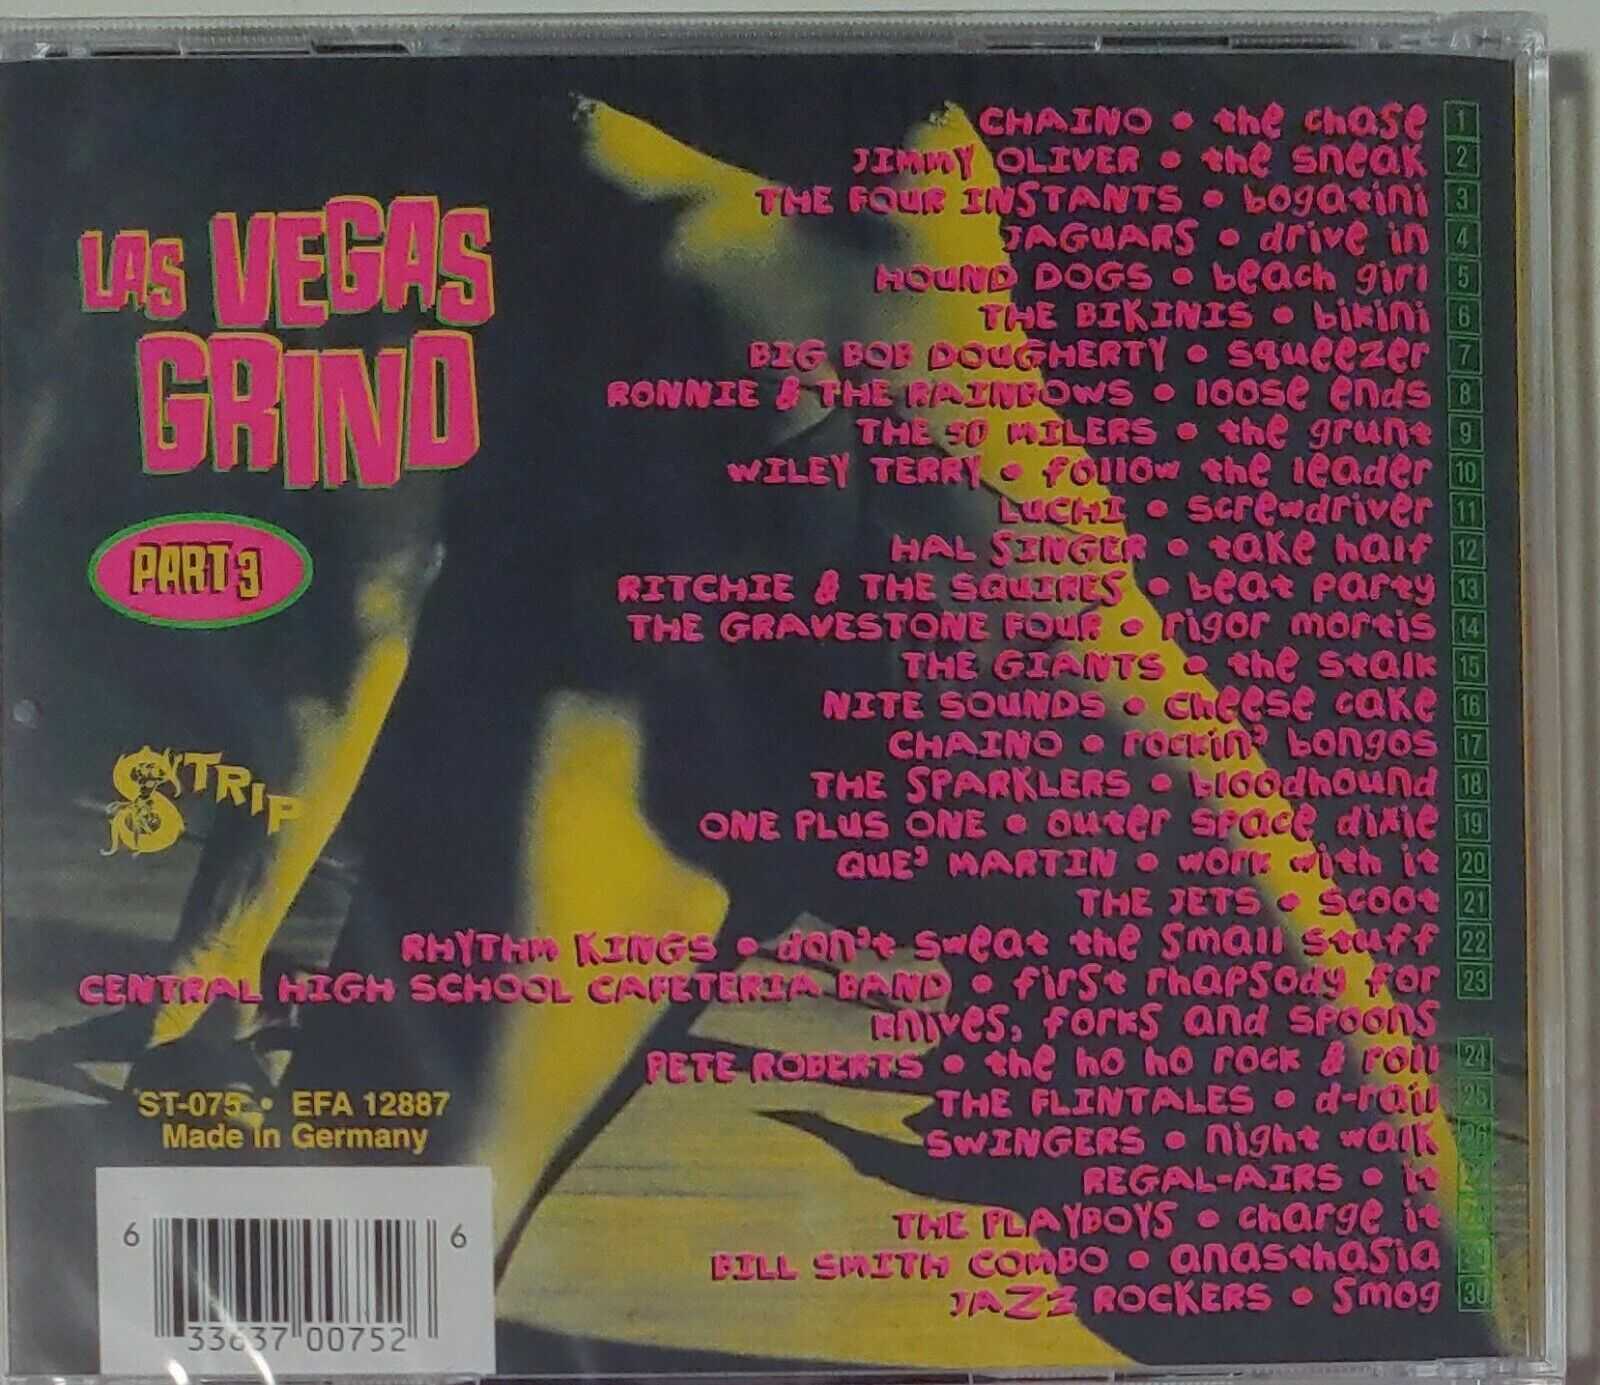 CHAINO • the chase 1
JIMMY OLIVER • the sneak 2
THE FOUR INSTANTS • bogatini 3
JAGUARS • drive in 4
HOUND DOGS • beach girl 5
THE BIKINIS • bikini 6
BIG BOB DOUGHERTY • squeezer 7
RONNIE & THE RAINBOWS • loose ends 8
THE 50 MILERS • the grunt 9
WILEY TERRY • follow the leader 10
LUCHI • screwdriver 11
HAL SINGER • take half 12
RITCHIE & THE SQUIRES • beat party 13
THE GRAVESTONE FOUR • rigor mortis 14
THE GIANTS • the stalk 15
NITE SOUNDS • cheese cake 16
CHAINO • rockin' bongos 17
THE SPARKLERS • bloodhound 18
ONE PLUS ONE • outer space dixie 19
QUE' MARTIN • work with it 20
THE JETS • scoot 21
RHYTHM KINGS • don't sweat the small stuff 22
CENTRAL HIGH SCHOOL CAFETERIA BAND • first rhapsody for 23
knives, forks and spoons
PETE ROBERTS • the ho ho rock & roll 24
THE FLINTALES • d-rail 25
SWINGERS • night walk 26
REGAL-AIRS • it
THE PLAYBOYS • charge it
BILL SMITH COMBO • anasthasia
JAZZ ROCKERS • smog 30
LAS VEGAS
GRIND
PART 3
STRIP
ST-075 • EFA 12887
Made in Germany
6 33637 00752 6